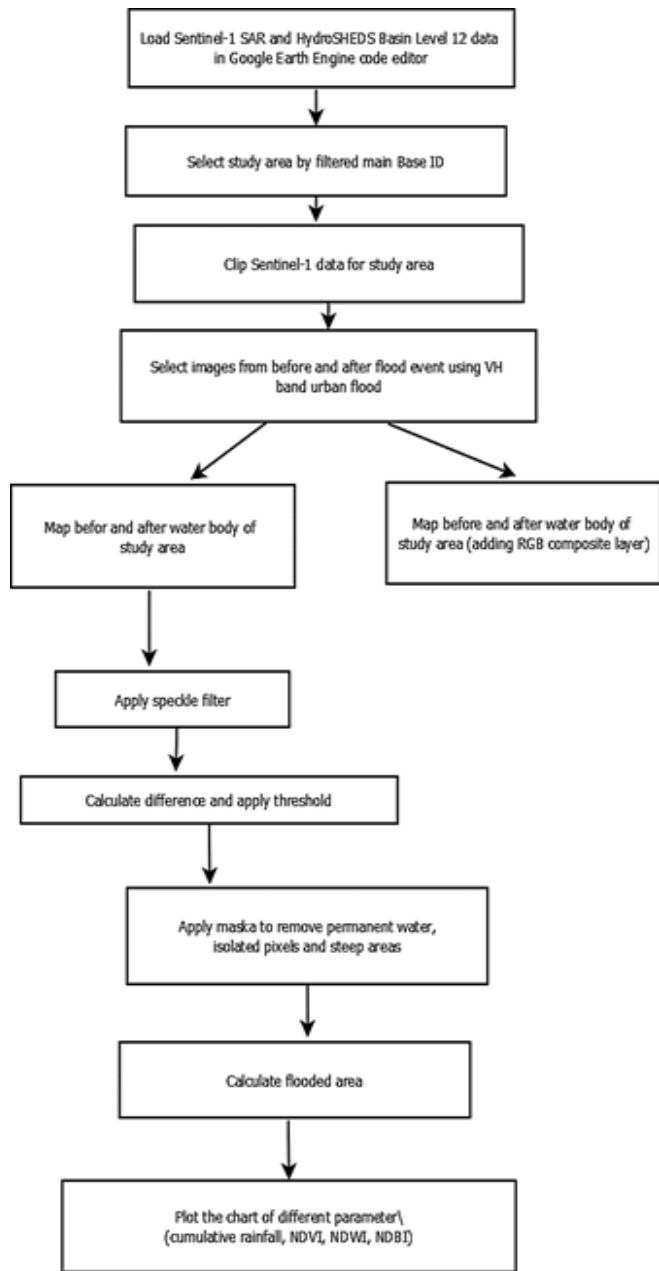 Load Sentinel-1 SAR and HydroSHEDS Basin Level 12 data
in Google Earth Engine code editor
Select study area by filtered main Base ID
Clip Sentinel-1 data for study area
Select images from before and after flood event using VH
band urban flood
Map befor and after water body of
study area
Map before and after water body of
study area (adding RGB composite layer)
Apply speckle filter
Calculate difference and apply threshold
Apply maska to remove permanent water,
isolated pixels and steep areas
Calculate flooded area
Plot the chart of different parameter\
(cumulative rainfall, NDVI, NDWI, NDBI)